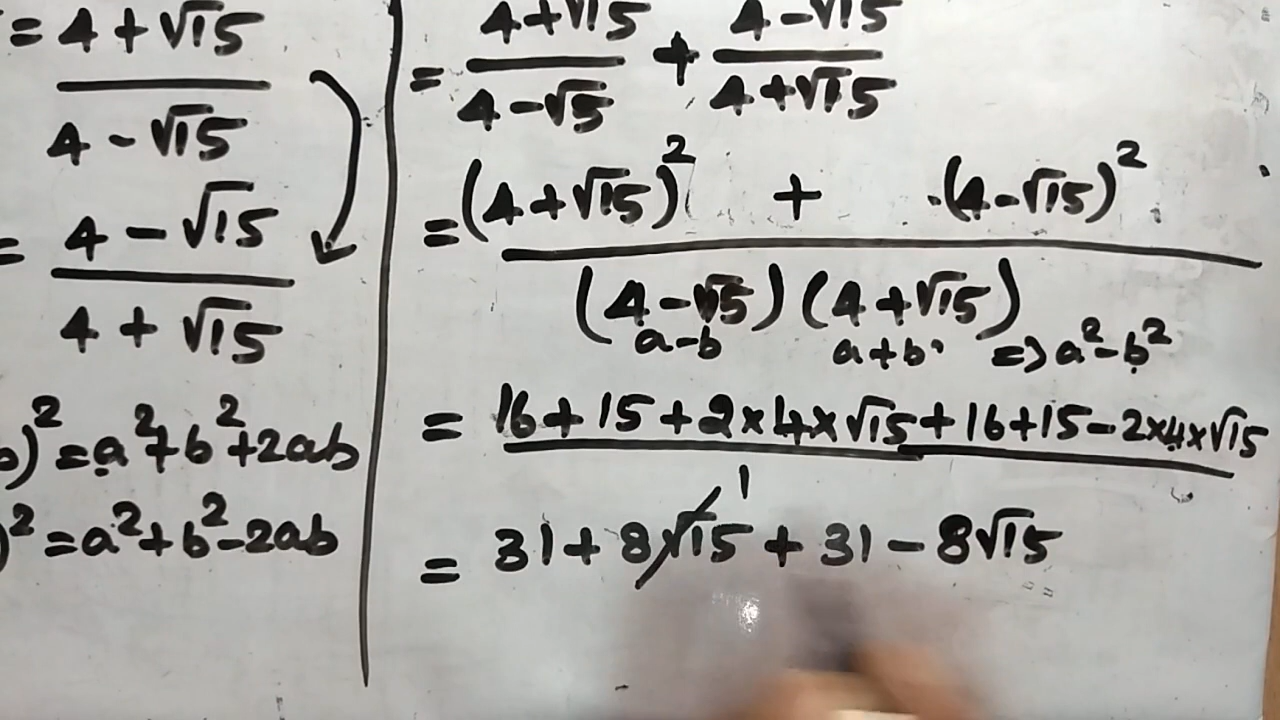 = 4 + √15
4 - √15
= 4 - √15
4 + √15
b)² = a² + b² + 2ab
)² = a² + b² - 2ab
= 4+√15 + 4-√15
4-√5 4+√15
= (4+√15)² + (4-√15)²
(4-√5) (4+√15)
a-b a+b => a²-b²
= 16+15+2×4×√15+16+15-2×4×√15
1
= 31+8√15+31-8√15